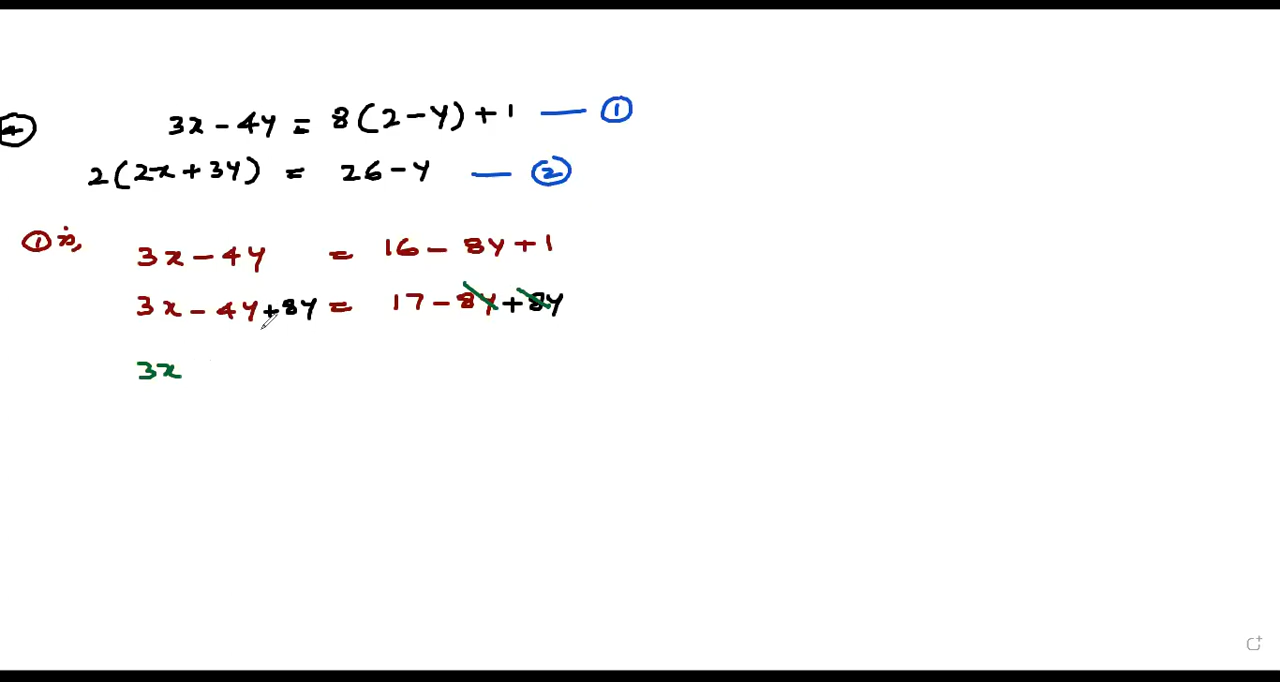 ④ 3x - 4y = 8(2-y)+1 — ①
2(2x+3y) = 26-y — ②
① is, 3x - 4y = 16 - 8y + 1
3x - 4y + 8y = 17 - 8y + 8y
3x